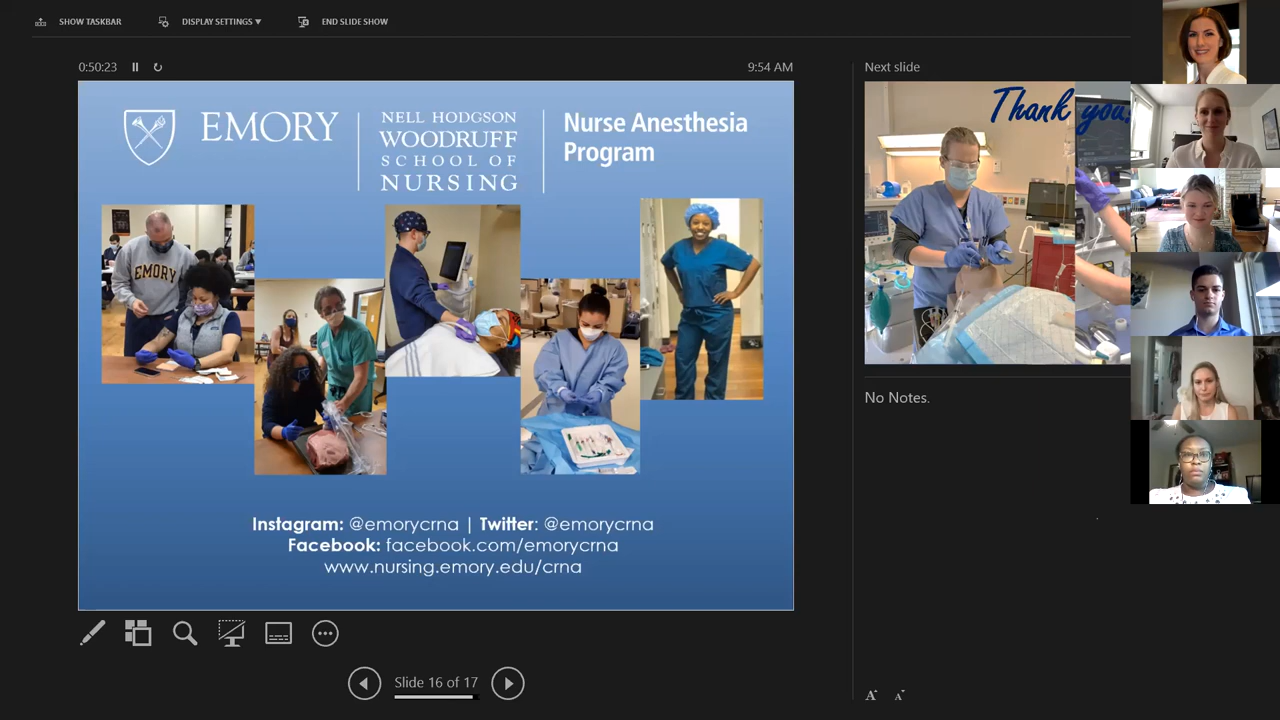 SHOW TASKBAR
DISPLAY SETTINGS ▼
END SLIDE SHOW
0:50:23
9:54 AM
EMORY
NELL HODGSON
WOODRUFF
SCHOOL OF
NURSING
Nurse Anesthesia
Program
EMORY
Instagram: @emorycrna | Twitter: @emorycrna
Facebook: facebook.com/emorycrna
www.nursing.emory.edu/crna
Slide 16 of 17
Next slide
Thank you,
No Notes.
A
A